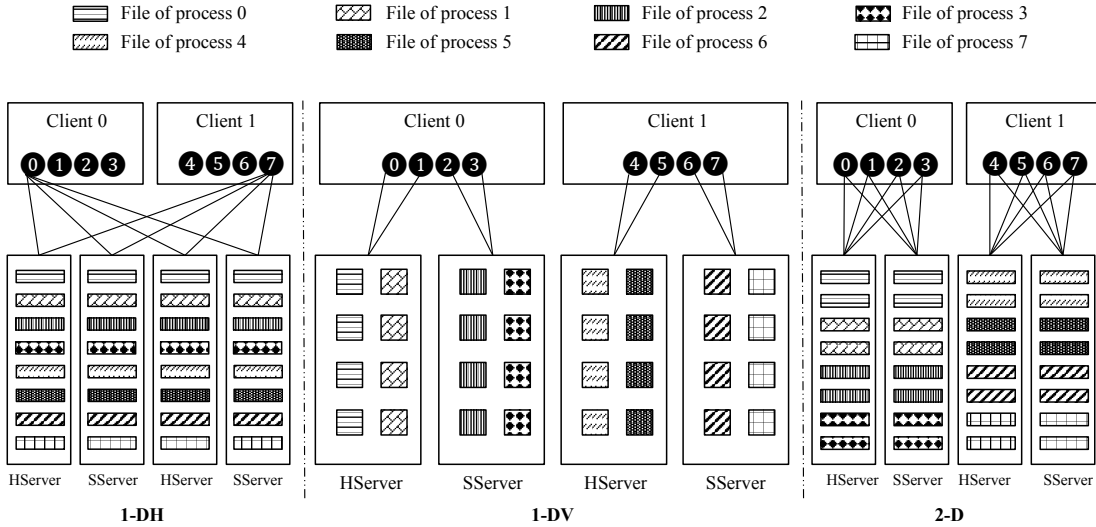 File of process 0 File of process 1 File of process 2 File of process 3
File of process 4 File of process 5 File of process 6 File of process 7
Client 0 Client 1 Client 0 Client 1 Client 0 Client 1
0 1 2 3 4 5 6 7 0 1 2 3 4 5 6 7 0 1 2 3 4 5 6 7
HServer SServer HServer SServer HServer SServer HServer SServer HServer SServer HServer SServer
1-DH 1-DV 2-D